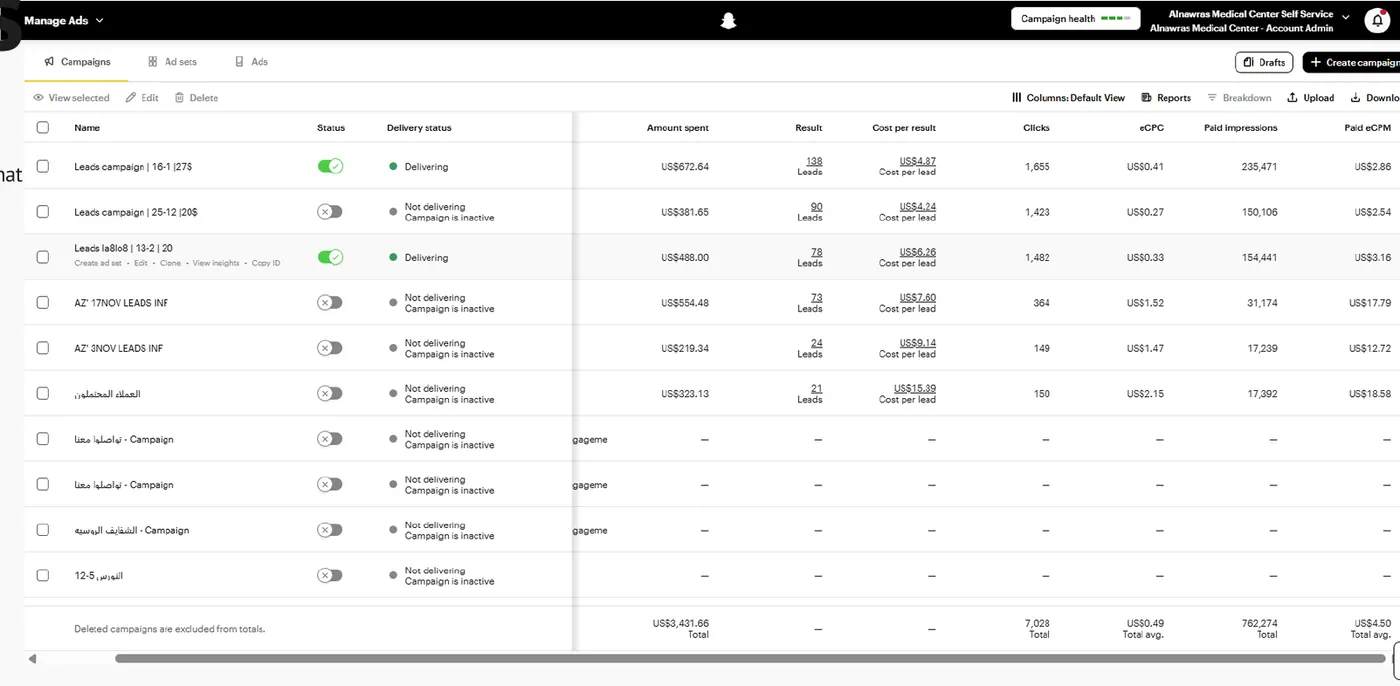 Manage Ads
Campaign health
Alnawras Medical Center Self Service
Alnawras Medical Center - Account Admin
Campaigns Ad sets Ads
Drafts + Create campaign
View selected Edit Delete
Columns: Default View Reports Breakdown Upload Downlo
Name Status Delivery status Amount spent Result Cost per result Clicks eCPC Paid impressions Paid eCPM
nat
Leads campaign | 16-1 |27$ Delivering US$672.64 138 Leads US$4.87 Cost per lead 1,655 US$0.41 235,471 US$2.86
Leads campaign | 25-12 |20$ Not delivering Campaign is inactive US$381.65 90 Leads US$4.24 Cost per lead 1,423 US$0.27 150,106 US$2.54
Leads la8lo8 | 13-2 | 20 Delivering US$488.00 78 Leads US$6.26 Cost per lead 1,482 US$0.33 154,441 US$3.16
Create ad set • Edit • Clone • View insights • Copy ID
AZ' 17NOV LEADS INF Not delivering Campaign is inactive US$554.48 73 Leads US$7.60 Cost per lead 364 US$1.52 31,174 US$17.79
AZ' 3NOV LEADS INF Not delivering Campaign is inactive US$219.34 24 Leads US$9.14 Cost per lead 149 US$1.47 17,239 US$12.72
العملاء المحتملون Not delivering Campaign is inactive US$323.13 21 Leads US$15.39 Cost per lead 150 US$2.15 17,392 US$18.58
تواصلوا معنا - Campaign Not delivering Campaign is inactive gageme — — — — — — —
تواصلوا معنا - Campaign Not delivering Campaign is inactive gageme — — — — — — —
الشفايف الروسيه - Campaign Not delivering Campaign is inactive gageme — — — — — — —
النورس 5-12 Not delivering Campaign is inactive — — — — — — —
Deleted campaigns are excluded from totals. US$3,431.66 Total — — 7,028 Total US$0.49 Total avg. 762,274 Total US$4.50 Total avg.